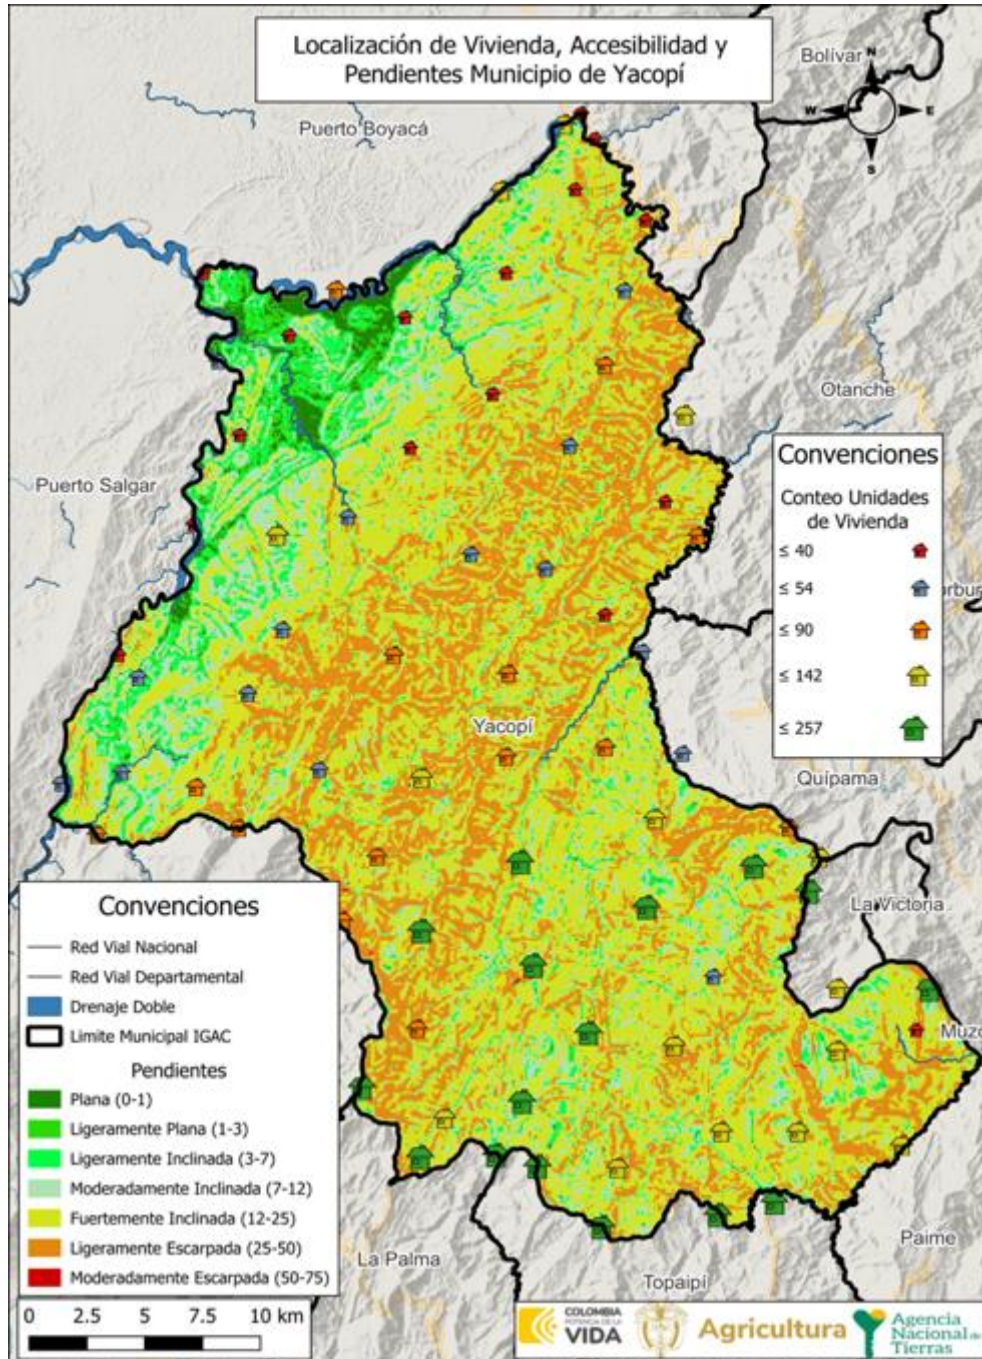 Localización de Vivienda, Accesibilidad y
Pendientes Municipio de Yacopí
Bolívar
N
W
E
S
Puerto Boyacá
Otanche
Puerto Salgar
Convenciones
Conteo Unidades
de Vivienda
≤ 40
≤ 54
≤ 90
≤ 142
≤ 257
Yacopí
Quípama
La Victoria
Convenciones
Red Vial Nacional
Red Vial Departamental
Drenaje Doble
Limite Municipal IGAC
Pendientes
Plana (0-1)
Ligeramente Plana (1-3)
Ligeramente Inclinada (3-7)
Moderadamente Inclinada (7-12)
Fuertemente Inclinada (12-25)
Ligeramente Escarpada (25-50)
Moderadamente Escarpada (50-75)
Muzo
Paime
La Palma
Topaipí
0 2.5 5 7.5 10 km
COLOMBIA
POTENCIA DE LA
VIDA
Agricultura
Agencia
Nacional de
Tierras